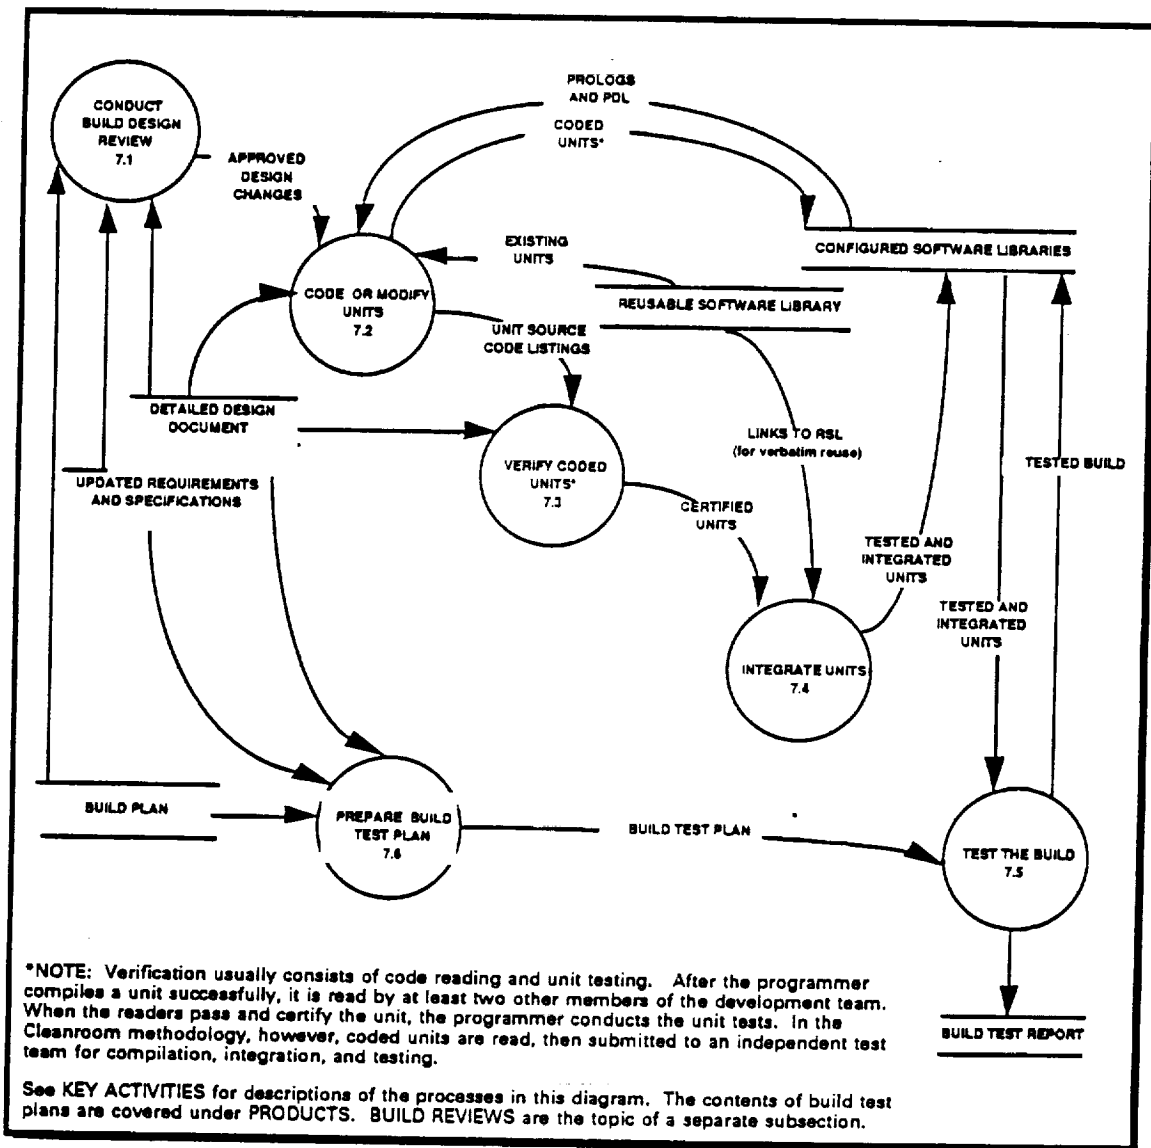 PROLOGS
AND PDL
CONDUCT
BUILD DESIGN
REVIEW
7.1
CODED
UNITS*
APPROVED
DESIGN
CHANGES
EXISTING
UNITS
CONFIGURED SOFTWARE LIBRARIES
CODE OR MODIFY
UNITS
7.2
REUSABLE SOFTWARE LIBRARY
UNIT SOURCE
CODE LISTINGS
DETAILED DESIGN
DOCUMENT
LINKS TO RSL
(for verbatim reuse)
VERIFY CODED
UNITS*
7.3
TESTED BUILD
UPDATED REQUIREMENTS
AND SPECIFICATIONS
CERTIFIED
UNITS
TESTED AND
INTEGRATED
UNITS
TESTED AND
INTEGRATED
UNITS
INTEGRATE UNITS
7.4
BUILD PLAN
PREPARE BUILD
TEST PLAN
7.6
BUILD TEST PLAN
TEST THE BUILD
7.5
*NOTE: Verification usually consists of code reading and unit testing. After the programmer
compiles a unit successfully, it is read by at least two other members of the development team.
When the readers pass and certify the unit, the programmer conducts the unit tests. In the
Cleanroom methodology, however, coded units are read, then submitted to an independent test
team for compilation, integration, and testing.
BUILD TEST REPORT
See KEY ACTIVITIES for descriptions of the processes in this diagram. The contents of build test
plans are covered under PRODUCTS. BUILD REVIEWS are the topic of a separate subsection.